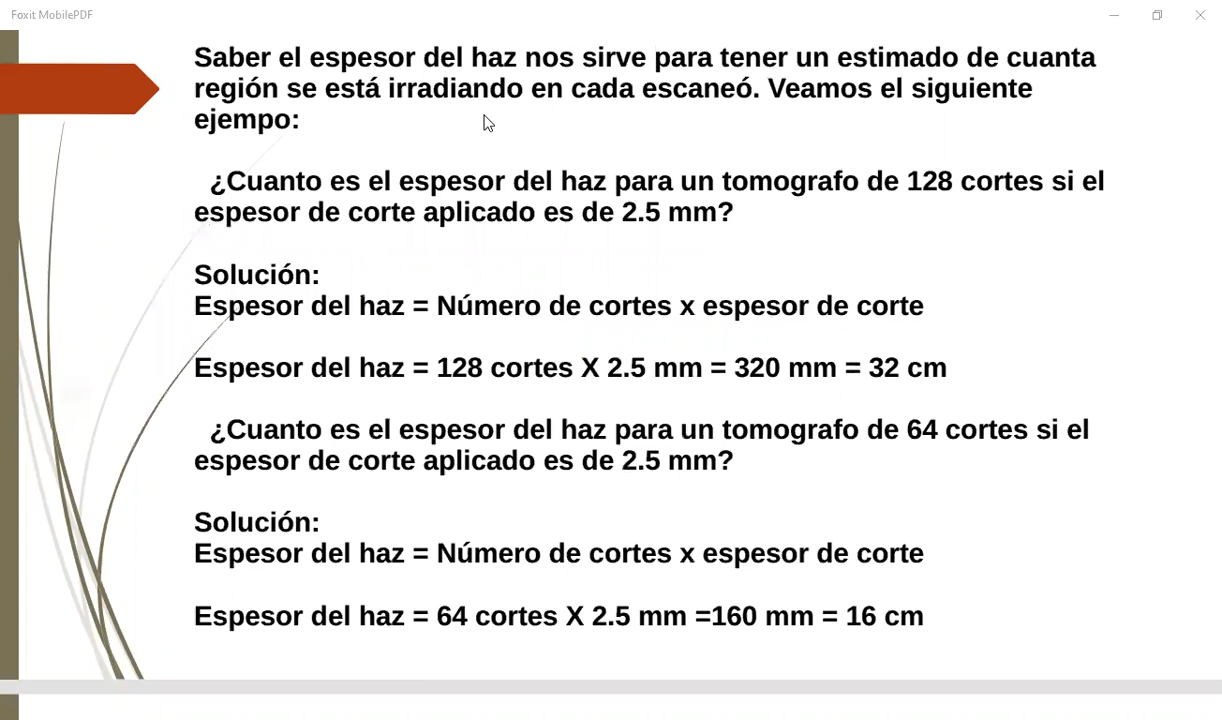 Foxit MobilePDF
Saber el espesor del haz nos sirve para tener un estimado de cuanta
región se está irradiando en cada escaneó. Veamos el siguiente
ejempo:
¿Cuanto es el espesor del haz para un tomografo de 128 cortes si el
espesor de corte aplicado es de 2.5 mm?
Solución:
Espesor del haz = Número de cortes x espesor de corte
Espesor del haz = 128 cortes X 2.5 mm = 320 mm = 32 cm
¿Cuanto es el espesor del haz para un tomografo de 64 cortes si el
espesor de corte aplicado es de 2.5 mm?
Solución:
Espesor del haz = Número de cortes x espesor de corte
Espesor del haz = 64 cortes X 2.5 mm =160 mm = 16 cm